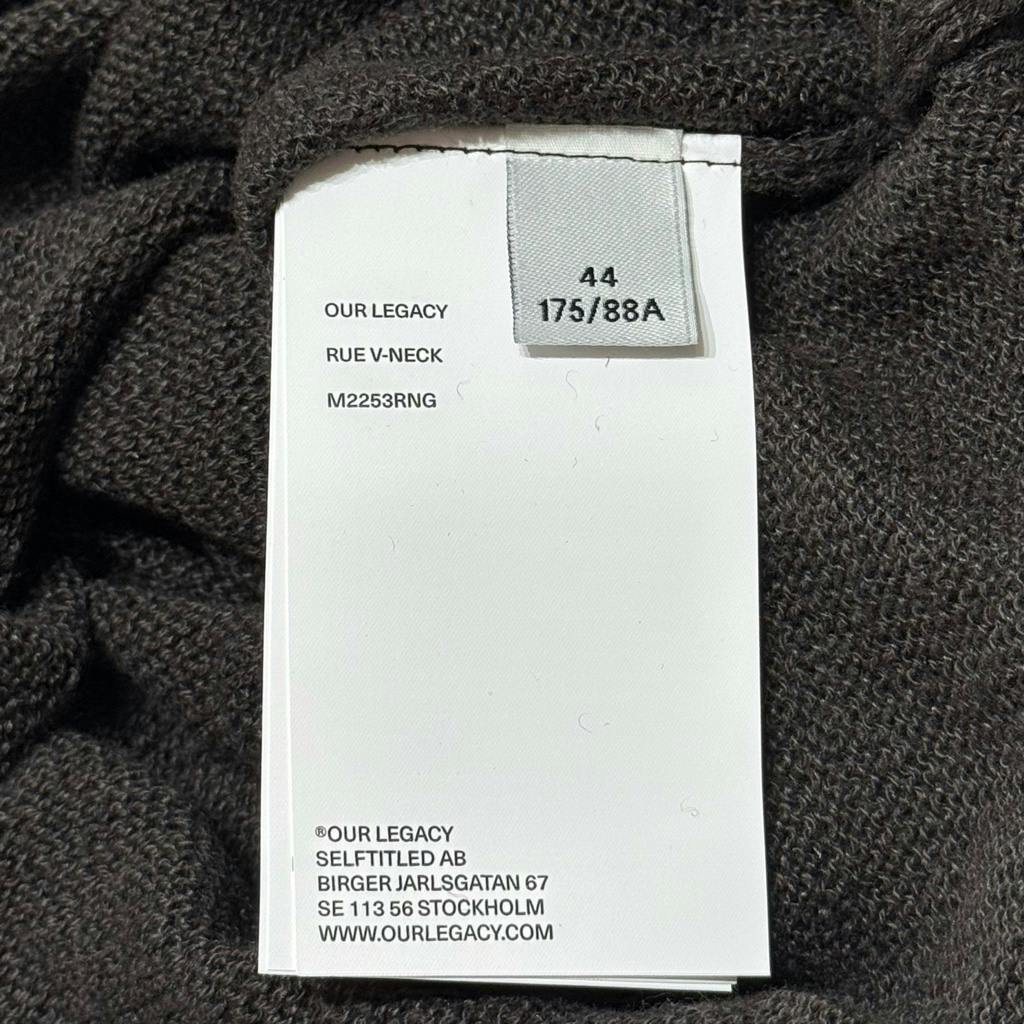 44
175/88A
OUR LEGACY
RUE V-NECK
M2253RNG
®OUR LEGACY
SELFTITLED AB
BIRGER JARLSGATAN 67
SE 113 56 STOCKHOLM
WWW.OURLEGACY.COM